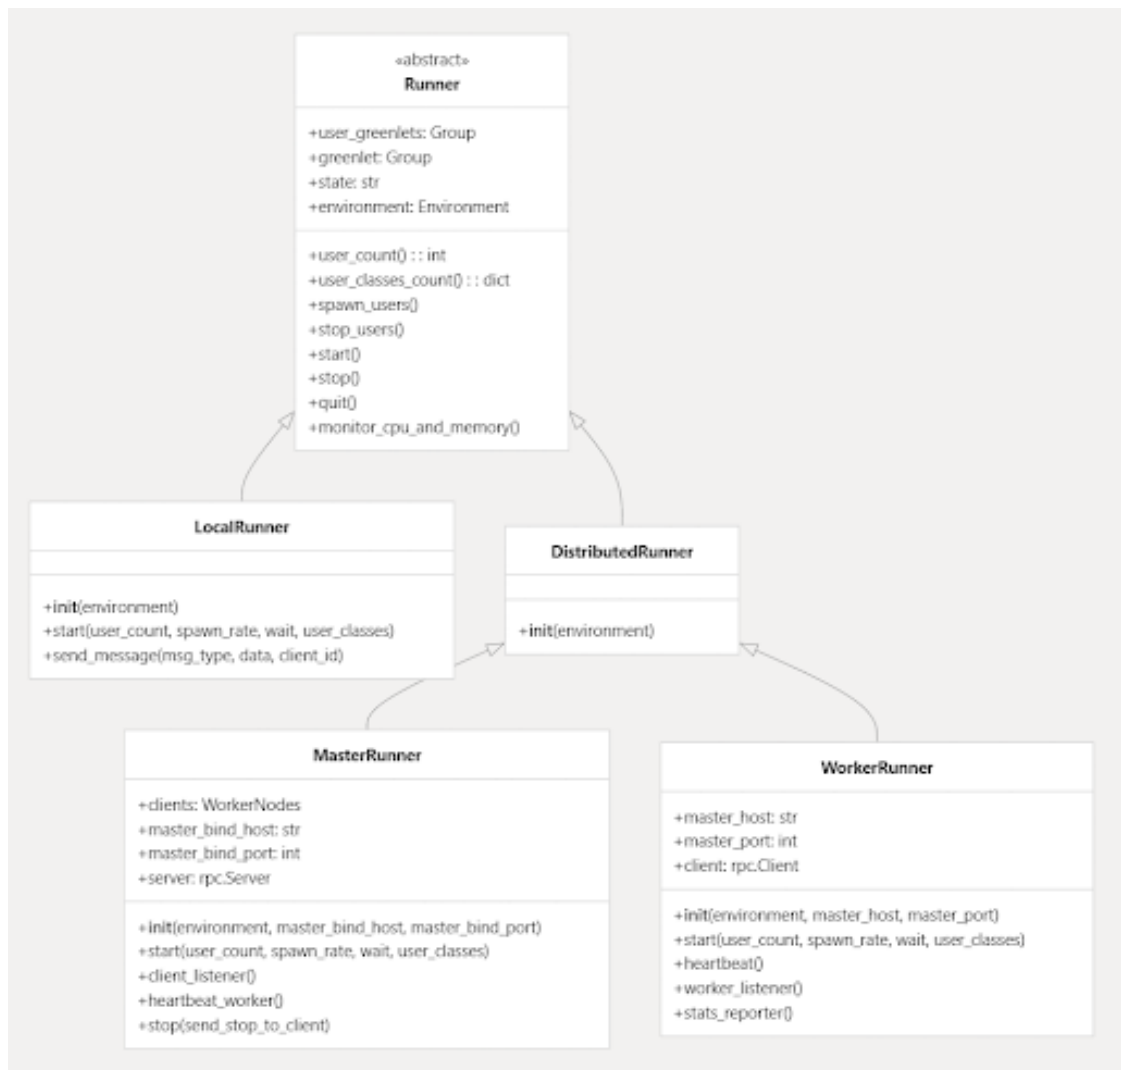 «abstract»
Runner
+user_greenlets: Group
+greenlet: Group
+state: str
+environment: Environment
+user_count() : : int
+user_classes_count() : : dict
+spawn_users()
+stop_users()
+start()
+stop()
+quit()
+monitor_cpu_and_memory()
LocalRunner
+init(environment)
+start(user_count, spawn_rate, wait, user_classes)
+send_message(msg_type, data, client_id)
DistributedRunner
+init(environment)
MasterRunner
+clients: WorkerNodes
+master_bind_host: str
+master_bind_port: int
+server: rpc.Server
+init(environment, master_bind_host, master_bind_port)
+start(user_count, spawn_rate, wait, user_classes)
+client_listener()
+heartbeat_worker()
+stop(send_stop_to_client)
WorkerRunner
+master_host: str
+master_port: int
+client: rpc.Client
+init(environment, master_host, master_port)
+start(user_count, spawn_rate, wait, user_classes)
+heartbeat()
+worker_listener()
+stats_reporter()